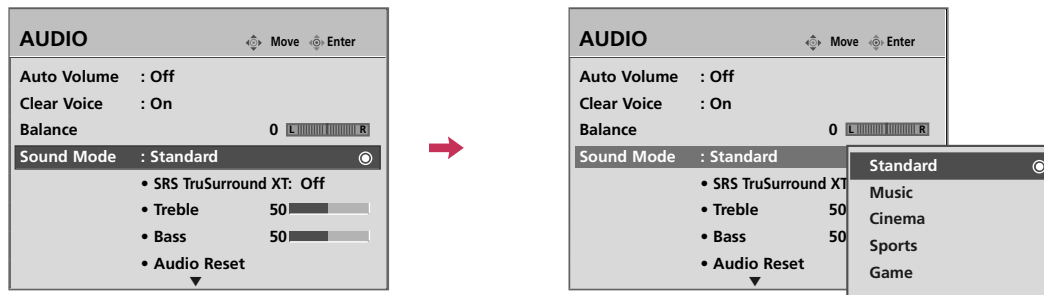 AUDIO Move Enter
Auto Volume : Off
Clear Voice : On
Balance 0 L R
Sound Mode : Standard
• SRS TruSurround XT: Off
• Treble 50
• Bass 50
• Audio Reset
AUDIO Move Enter
Auto Volume : Off
Clear Voice : On
Balance 0 L R
Sound Mode : Standard
• SRS TruSurround XT
• Treble 50
• Bass 50
• Audio Reset
Standard
Music
Cinema
Sports
Game